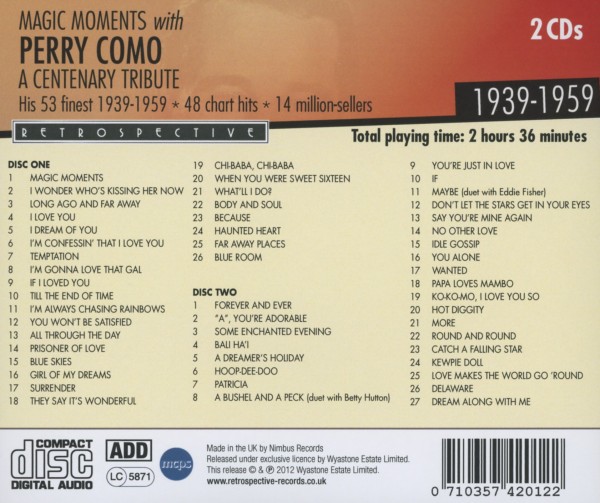 MAGIC MOMENTS with
PERRY COMO
A CENTENARY TRIBUTE
His 53 finest 1939-1959 * 48 chart hits * 14 million-sellers
2 CDs
1939-1959
RETROSPECTIVE
Total playing time: 2 hours 36 minutes
DISC ONE
1 MAGIC MOMENTS
2 I WONDER WHO'S KISSING HER NOW
3 LONG AGO AND FAR AWAY
4 I LOVE YOU
5 I DREAM OF YOU
6 I'M CONFESSIN' THAT I LOVE YOU
7 TEMPTATION
8 I'M GONNA LOVE THAT GAL
9 IF I LOVED YOU
10 TILL THE END OF TIME
11 I'M ALWAYS CHASING RAINBOWS
12 YOU WON'T BE SATISFIED
13 ALL THROUGH THE DAY
14 PRISONER OF LOVE
15 BLUE SKIES
16 GIRL OF MY DREAMS
17 SURRENDER
18 THEY SAY IT'S WONDERFUL
19 CHI-BABA, CHI-BABA
20 WHEN YOU WERE SWEET SIXTEEN
21 WHAT'LL I DO?
22 BODY AND SOUL
23 BECAUSE
24 HAUNTED HEART
25 FAR AWAY PLACES
26 BLUE ROOM
DISC TWO
1 FOREVER AND EVER
2 "A", YOU'RE ADORABLE
3 SOME ENCHANTED EVENING
4 BALI HA'I
5 A DREAMER'S HOLIDAY
6 HOOP-DEE-DOO
7 PATRICIA
8 A BUSHEL AND A PECK (duet with Betty Hutton)
9 YOU'RE JUST IN LOVE
10 IF
11 MAYBE (duet with Eddie Fisher)
12 DON'T LET THE STARS GET IN YOUR EYES
13 SAY YOU'RE MINE AGAIN
14 NO OTHER LOVE
15 IDLE GOSSIP
16 YOU ALONE
17 WANTED
18 PAPA LOVES MAMBO
19 KO-KO-MO, I LOVE YOU SO
20 HOT DIGGITY
21 MORE
22 ROUND AND ROUND
23 CATCH A FALLING STAR
24 KEWPIE DOLL
25 LOVE MAKES THE WORLD GO 'ROUND
26 DELAWARE
27 DREAM ALONG WITH ME
COMPACT
disc
DIGITAL AUDIO
ADD
LC 5871
mcps
Made in the UK by Nimbus Records
Released under exclusive licence by Wyastone Estate Limited.
This release © & ℗ 2012 Wyastone Estate Limited.
www.retrospective-records.co.uk
0 710357 420122